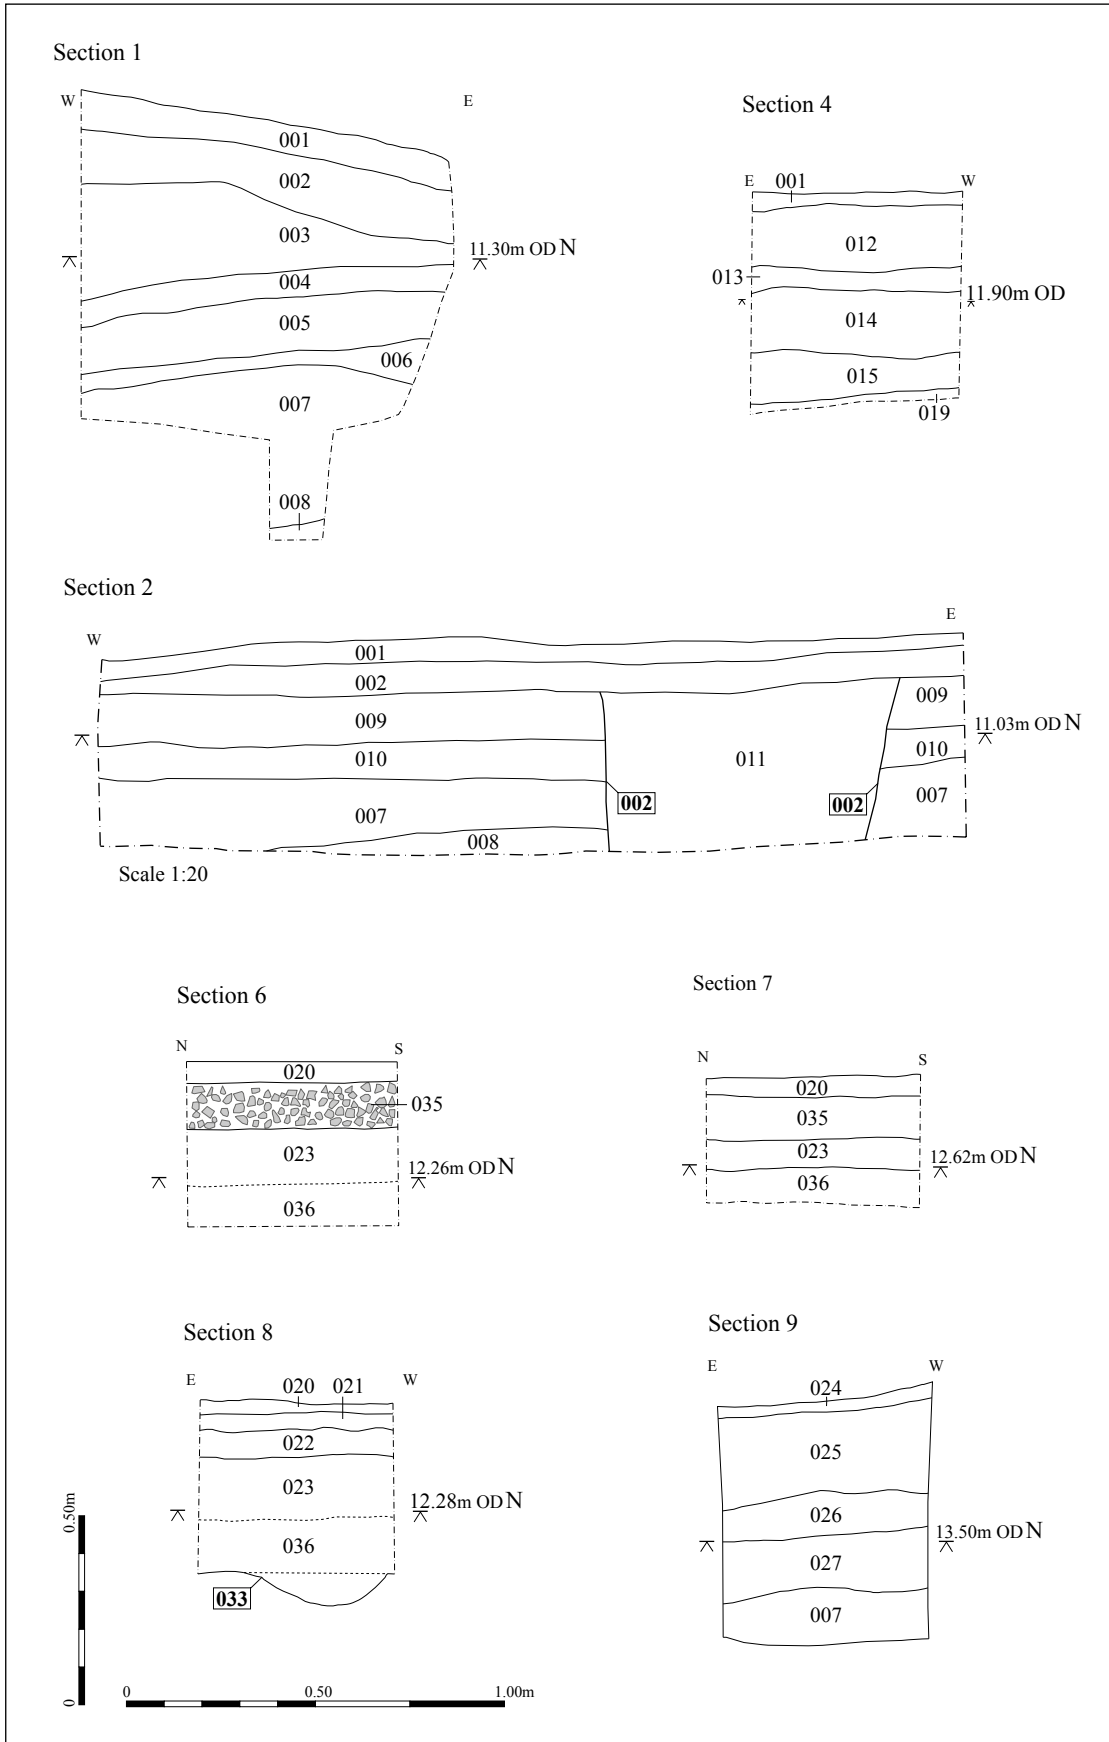 Section 1
W
E
001
002
003
11.30m OD N
004
005
006
007
008
Section 4
E
001
W
012
013
11.90m OD
014
015
019
Section 2
W
E
001
002
009
009
11.03m OD N
010
011
010
002
002
007
007
008
Scale 1:20
Section 6
N
S
020
035
023
12.26m OD N
036
Section 7
N
S
020
035
023
12.62m OD N
036
Section 8
E
020
021
W
022
023
12.28m OD N
036
033
Section 9
E
W
024
025
026
13.50m OD N
027
007
0.50m
0
0
0.50
1.00m